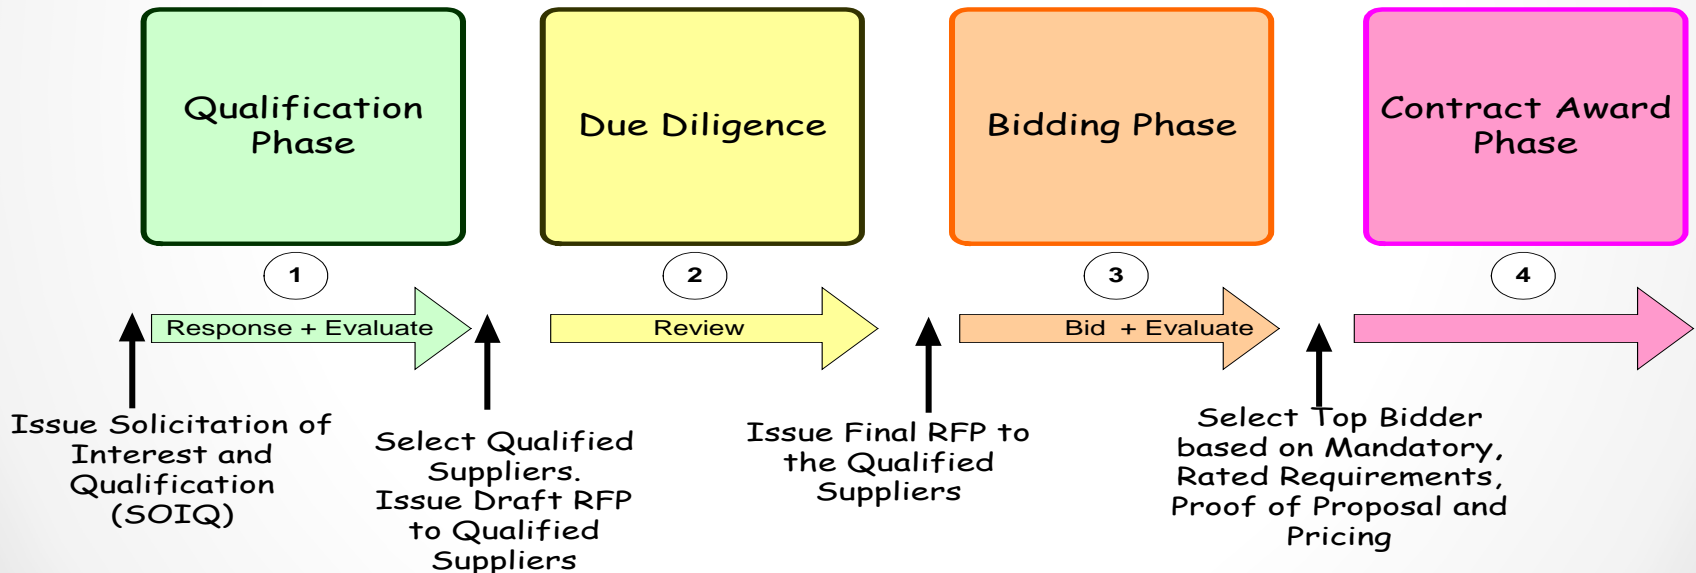 Qualification
Phase
Due Diligence
Bidding Phase
Contract Award
Phase
1
2
3
4
Response + Evaluate
Review
Bid + Evaluate
Issue Solicitation of
Interest and
Qualification
(SOIQ)
Select Qualified
Suppliers.
Issue Draft RFP
to Qualified
Suppliers
Issue Final RFP to
the Qualified
Suppliers
Select Top Bidder
based on Mandatory,
Rated Requirements,
Proof of Proposal and
Pricing